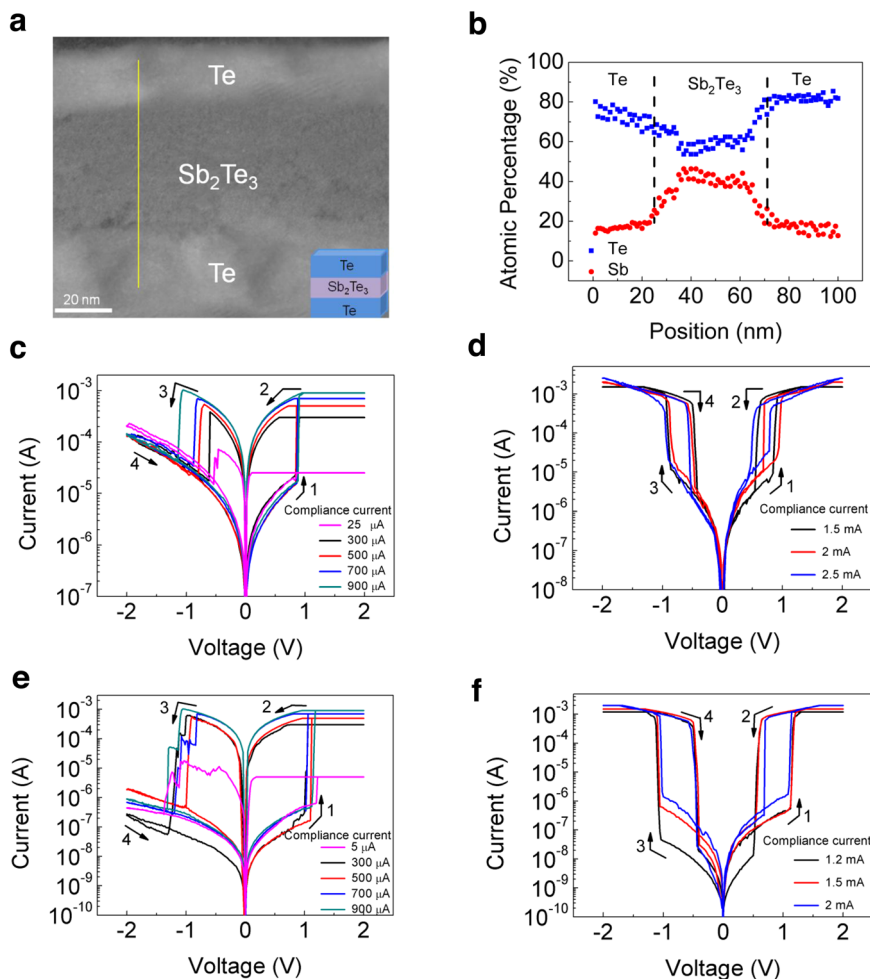 a
Te
Sb₂Te₃
Te
20 nm
Te
Sb₂Te₃
Te
b
Atomic Percentage (%)
100
80
60
40
20
0
Te
Sb₂Te₃
Te
Te
Sb
0 20 40 60 80 100
Position (nm)
c
Current (A)
10⁻³
10⁻⁴
10⁻⁵
10⁻⁶
10⁻⁷
3
2
4
1
Compliance current
25 μA
300 μA
500 μA
700 μA
900 μA
-2 -1 0 1 2
Voltage (V)
d
Current (A)
10⁻³
10⁻⁴
10⁻⁵
10⁻⁶
10⁻⁷
10⁻⁸
4
2
3
1
Compliance current
1.5 mA
2 mA
2.5 mA
-2 -1 0 1 2
Voltage (V)
e
Current (A)
10⁻³
10⁻⁴
10⁻⁵
10⁻⁶
10⁻⁷
10⁻⁸
10⁻⁹
10⁻¹⁰
3
2
4
1
Compliance current
5 μA
300 μA
500 μA
700 μA
900 μA
-2 -1 0 1 2
Voltage (V)
f
Current (A)
10⁻³
10⁻⁴
10⁻⁵
10⁻⁶
10⁻⁷
10⁻⁸
10⁻⁹
10⁻¹⁰
4
2
3
1
Compliance current
1.2 mA
1.5 mA
2 mA
-2 -1 0 1 2
Voltage (V)